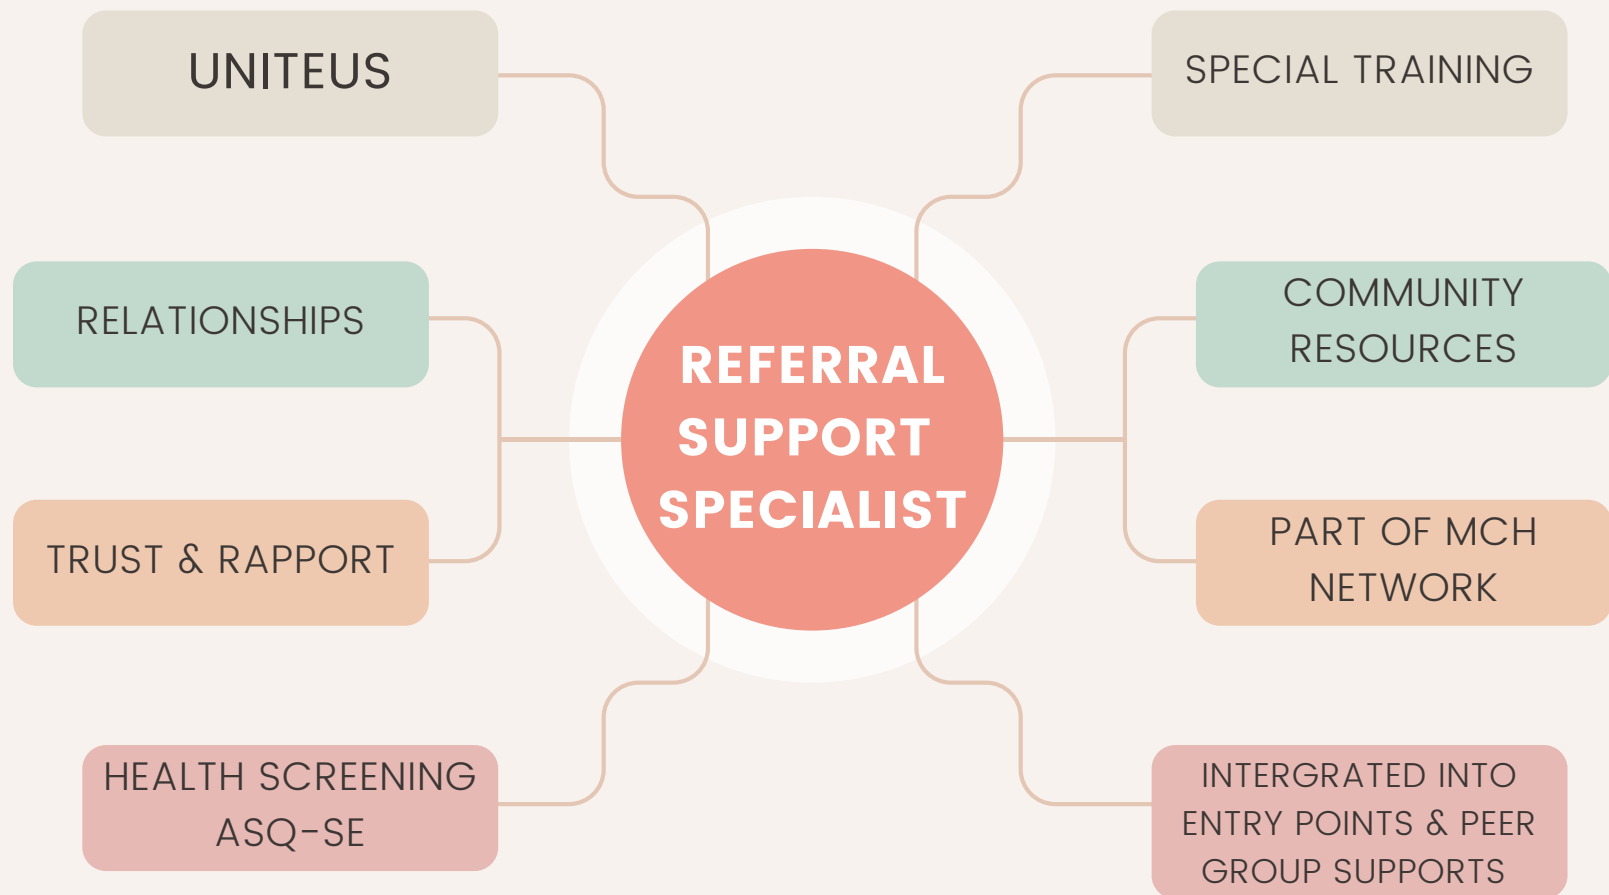 UNITEUS
SPECIAL TRAINING
RELATIONSHIPS
COMMUNITY
RESOURCES
REFERRAL
SUPPORT
SPECIALIST
TRUST & RAPPORT
PART OF MCH
NETWORK
HEALTH SCREENING
ASQ-SE
INTERGRATED INTO
ENTRY POINTS & PEER
GROUP SUPPORTS